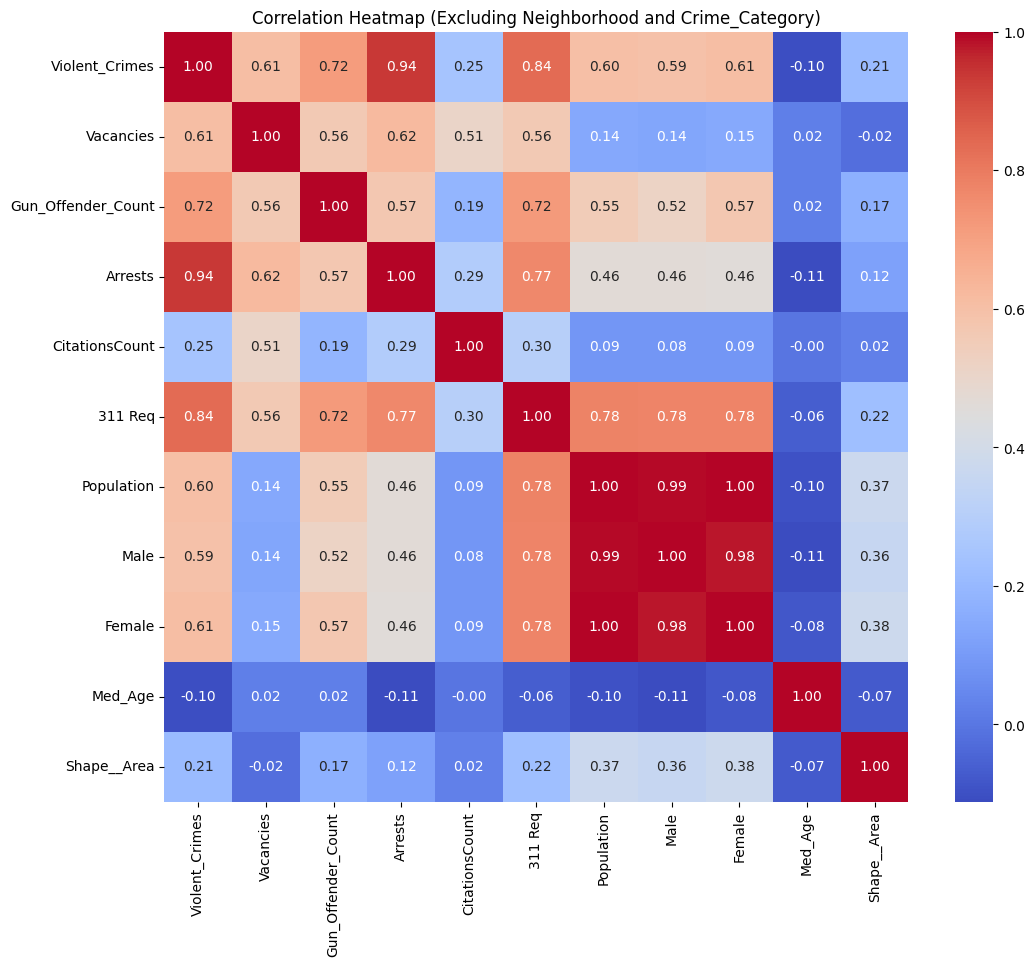 Correlation Heatmap (Excluding Neighborhood and Crime_Category)
Violent_Crimes 1.00 0.61 0.72 0.94 0.25 0.84 0.60 0.59 0.61 -0.10 0.21
Vacancies 0.61 1.00 0.56 0.62 0.51 0.56 0.14 0.14 0.15 0.02 -0.02
Gun_Offender_Count 0.72 0.56 1.00 0.57 0.19 0.72 0.55 0.52 0.57 0.02 0.17
Arrests 0.94 0.62 0.57 1.00 0.29 0.77 0.46 0.46 0.46 -0.11 0.12
CitationsCount 0.25 0.51 0.19 0.29 1.00 0.30 0.09 0.08 0.09 -0.00 0.02
311 Req 0.84 0.56 0.72 0.77 0.30 1.00 0.78 0.78 0.78 -0.06 0.22
Population 0.60 0.14 0.55 0.46 0.09 0.78 1.00 0.99 1.00 -0.10 0.37
Male 0.59 0.14 0.52 0.46 0.08 0.78 0.99 1.00 0.98 -0.11 0.36
Female 0.61 0.15 0.57 0.46 0.09 0.78 1.00 0.98 1.00 -0.08 0.38
Med_Age -0.10 0.02 0.02 -0.11 -0.00 -0.06 -0.10 -0.11 -0.08 1.00 -0.07
Shape__Area 0.21 -0.02 0.17 0.12 0.02 0.22 0.37 0.36 0.38 -0.07 1.00
Violent_Crimes
Vacancies
Gun_Offender_Count
Arrests
CitationsCount
311 Req
Population
Male
Female
Med_Age
Shape__Area
1.0
0.8
0.6
0.4
0.2
0.0